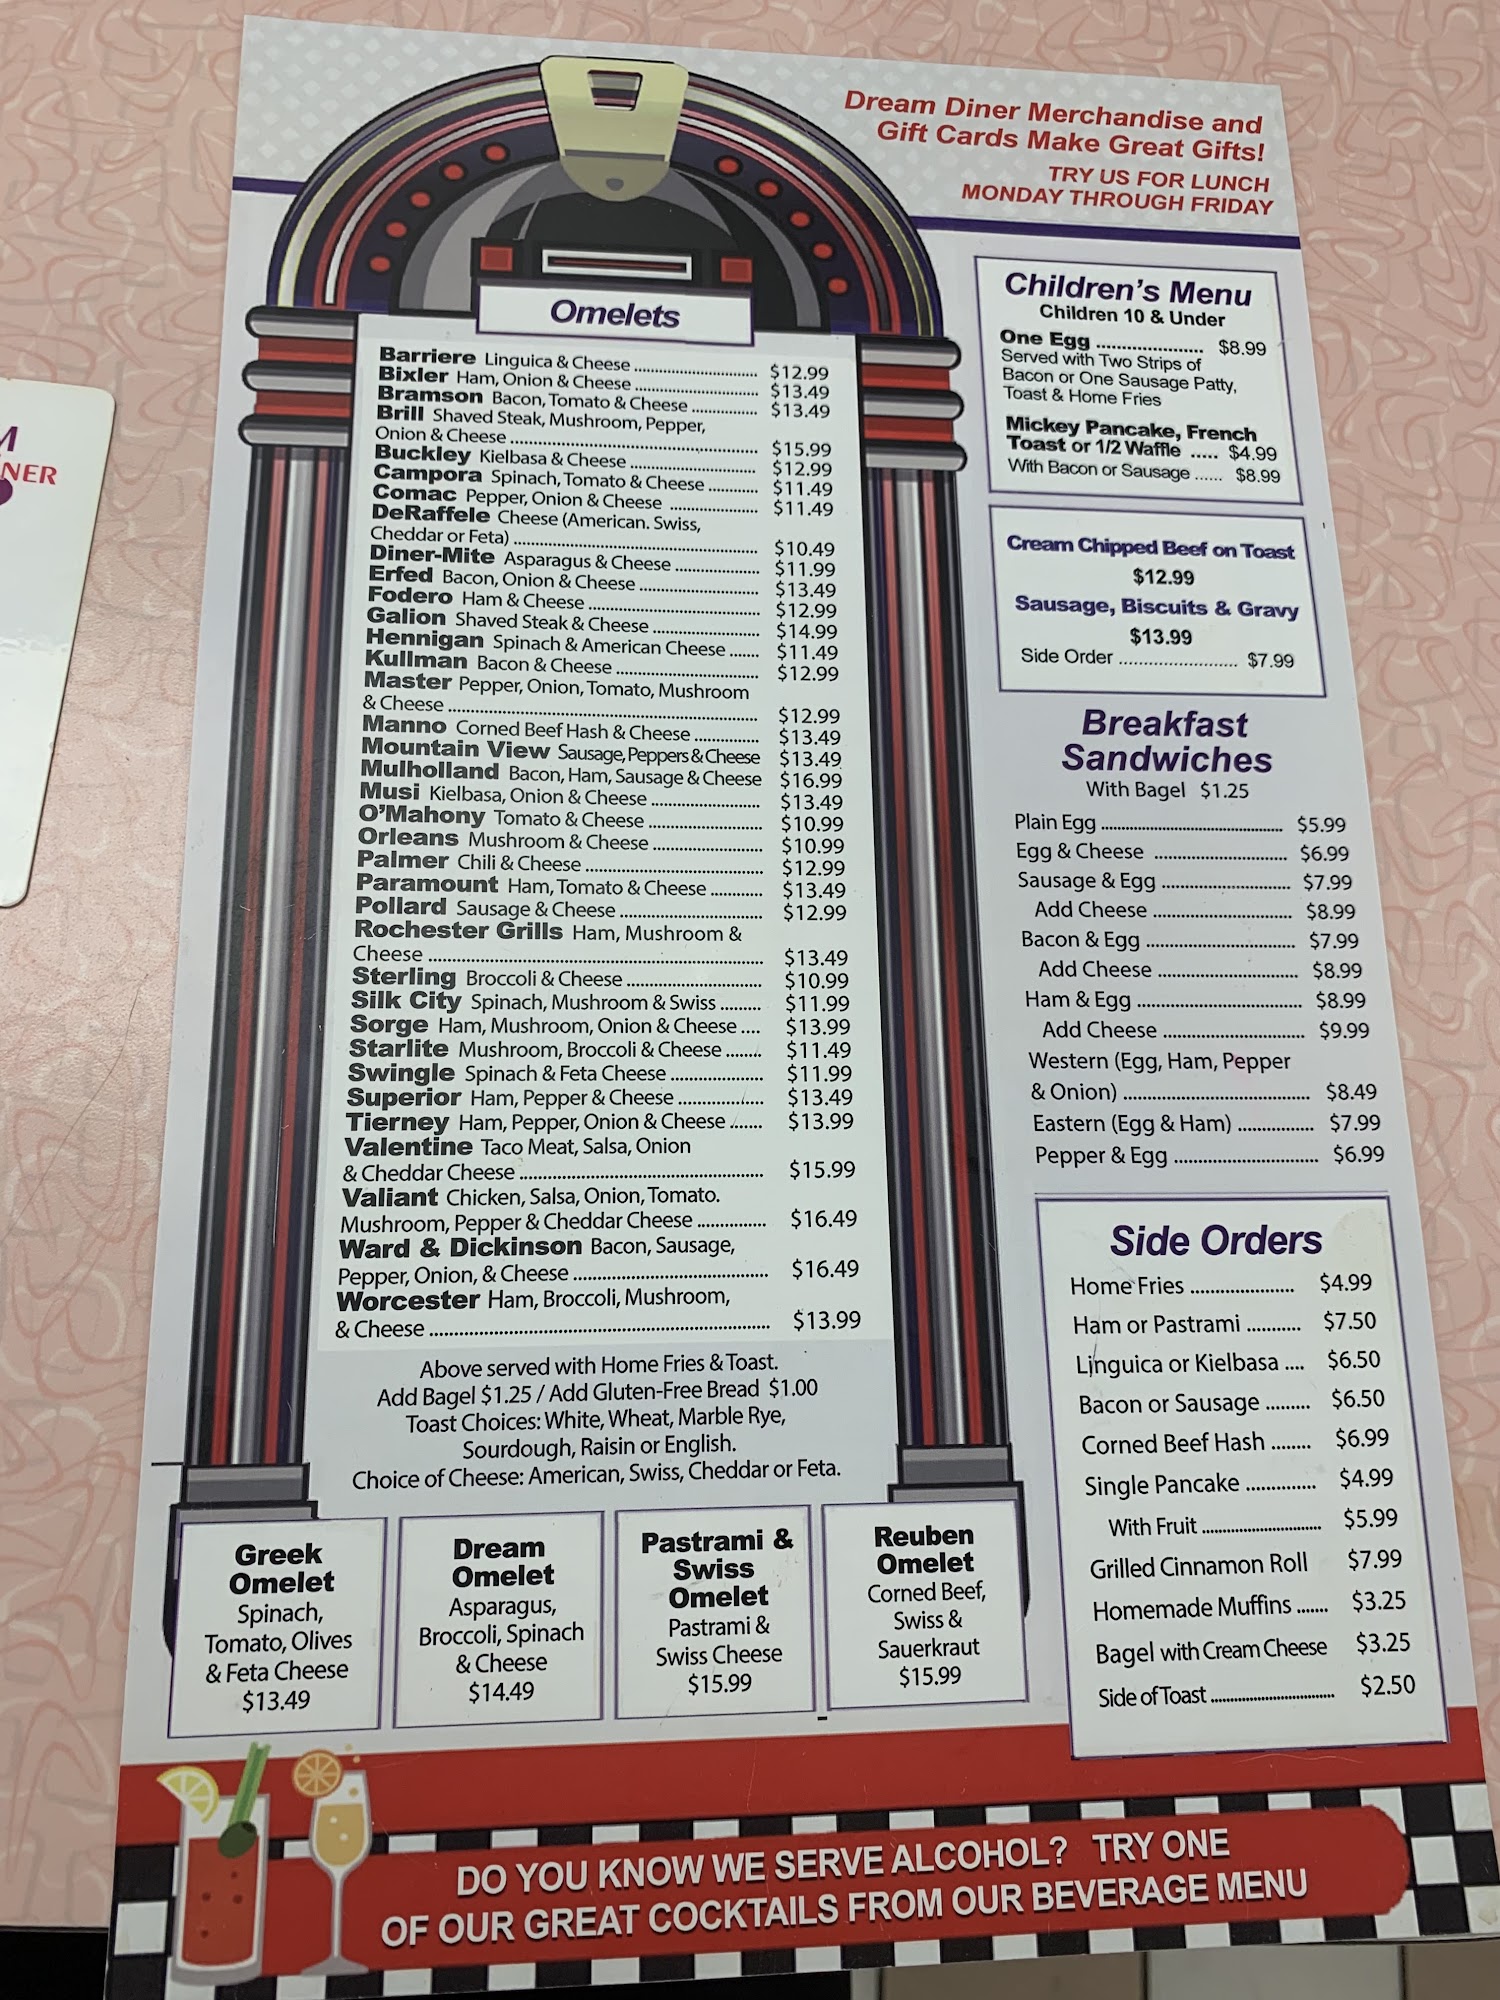 M
NER
Dream Diner Merchandise and
Gift Cards Make Great Gifts!
TRY US FOR LUNCH
MONDAY THROUGH FRIDAY
Omelets
Barriere Linguica & Cheese .......... $12.99
Bixler Ham, Onion & Cheese .......... $13.49
Bramson Bacon, Tomato & Cheese .......... $13.49
Brill Shaved Steak, Mushroom, Pepper,
Onion & Cheese .......... $15.99
Buckley Kielbasa & Cheese .......... $12.99
Campora Spinach, Tomato & Cheese .......... $11.49
Comac Pepper, Onion & Cheese .......... $11.49
DeRaffele Cheese (American. Swiss,
Cheddar or Feta) .......... $10.49
Diner-Mite Asparagus & Cheese .......... $11.99
Erfed Bacon, Onion & Cheese .......... $13.49
Fodero Ham & Cheese .......... $12.99
Galion Shaved Steak & Cheese .......... $14.99
Hennigan Spinach & American Cheese ....... $11.49
Kullman Bacon & Cheese .......... $12.99
Master Pepper, Onion, Tomato, Mushroom
& Cheese .......... $12.99
Manno Corned Beef Hash & Cheese .......... $13.49
Mountain View Sausage, Peppers & Cheese $13.49
Mulholland Bacon, Ham, Sausage & Cheese $16.99
Musi Kielbasa, Onion & Cheese .......... $13.49
O'Mahony Tomato & Cheese .......... $10.99
Orleans Mushroom & Cheese .......... $10.99
Palmer Chili & Cheese .......... $12.99
Paramount Ham, Tomato & Cheese .......... $13.49
Pollard Sausage & Cheese .......... $12.99
Rochester Grills Ham, Mushroom &
Cheese .......... $13.49
Sterling Broccoli & Cheese .......... $10.99
Silk City Spinach, Mushroom & Swiss ......... $11.99
Sorge Ham, Mushroom, Onion & Cheese .... $13.99
Starlite Mushroom, Broccoli & Cheese ........ $11.49
Swingle Spinach & Feta Cheese .......... $11.99
Superior Ham, Pepper & Cheese .......... $13.49
Tierney Ham, Pepper, Onion & Cheese ....... $13.99
Valentine Taco Meat, Salsa, Onion
& Cheddar Cheese .......... $15.99
Valiant Chicken, Salsa, Onion, Tomato.
Mushroom, Pepper & Cheddar Cheese .......... $16.49
Ward & Dickinson Bacon, Sausage,
Pepper, Onion, & Cheese .......... $16.49
Worcester Ham, Broccoli, Mushroom,
& Cheese .......... $13.99
Above served with Home Fries & Toast.
Add Bagel $1.25 / Add Gluten-Free Bread $1.00
Toast Choices: White, Wheat, Marble Rye,
Sourdough, Raisin or English.
Choice of Cheese: American, Swiss, Cheddar or Feta.
Greek
Omelet
Spinach,
Tomato, Olives
& Feta Cheese
$13.49
Dream
Omelet
Asparagus,
Broccoli, Spinach
& Cheese
$14.49
Pastrami &
Swiss
Omelet
Pastrami &
Swiss Cheese
$15.99
Reuben
Omelet
Corned Beef,
Swiss &
Sauerkraut
$15.99
Children's Menu
Children 10 & Under
One Egg .......... $8.99
Served with Two Strips of
Bacon or One Sausage Patty,
Toast & Home Fries
Mickey Pancake, French
Toast or 1/2 Waffle ..... $4.99
With Bacon or Sausage ...... $8.99
Cream Chipped Beef on Toast
$12.99
Sausage, Biscuits & Gravy
$13.99
Side Order .......... $7.99
Breakfast
Sandwiches
With Bagel $1.25
Plain Egg .......... $5.99
Egg & Cheese .......... $6.99
Sausage & Egg .......... $7.99
Add Cheese .......... $8.99
Bacon & Egg .......... $7.99
Add Cheese .......... $8.99
Ham & Egg .......... $8.99
Add Cheese .......... $9.99
Western (Egg, Ham, Pepper
& Onion) .......... $8.49
Eastern (Egg & Ham) .......... $7.99
Pepper & Egg .......... $6.99
Side Orders
Home Fries .......... $4.99
Ham or Pastrami .......... $7.50
Linguica or Kielbasa .... $6.50
Bacon or Sausage ......... $6.50
Corned Beef Hash ........ $6.99
Single Pancake .......... $4.99
With Fruit .......... $5.99
Grilled Cinnamon Roll $7.99
Homemade Muffins ....... $3.25
Bagel with Cream Cheese $3.25
Side of Toast .......... $2.50
DO YOU KNOW WE SERVE ALCOHOL? TRY ONE
OF OUR GREAT COCKTAILS FROM OUR BEVERAGE MENU